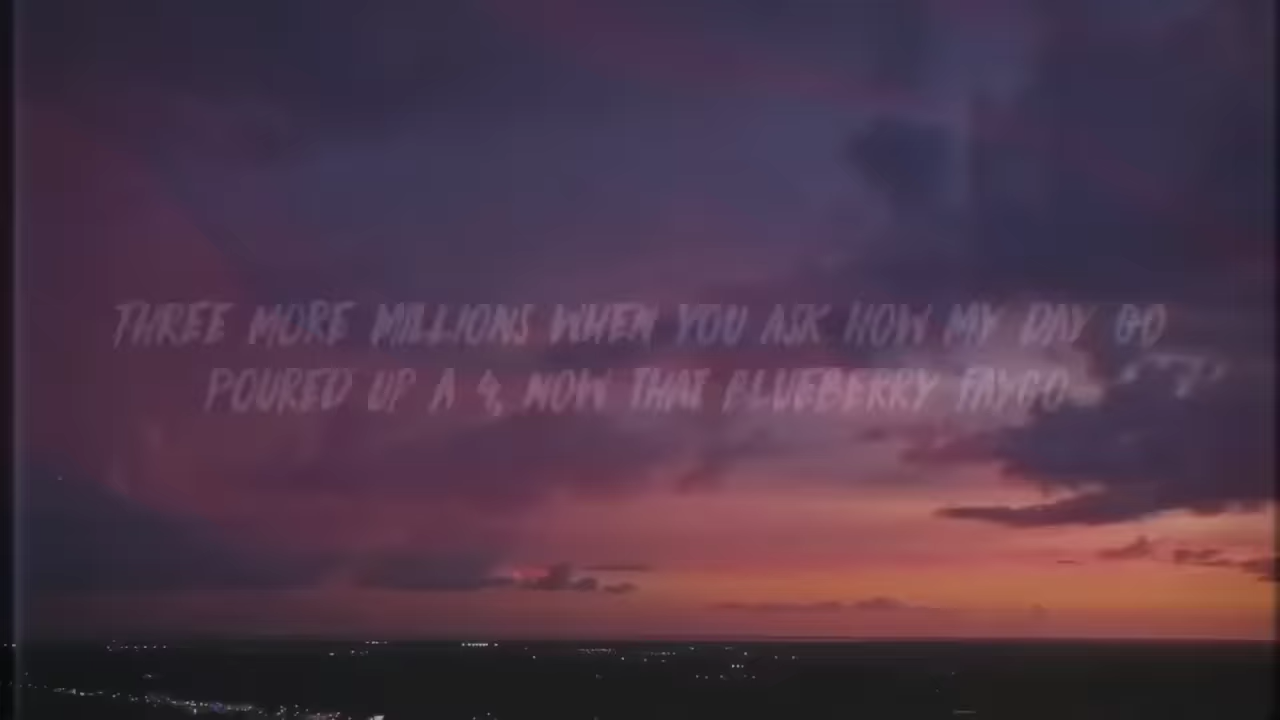 THREE MORE MILLIONS WHEN YOU ASK HOW MY DAY GO
POURED UP A 4, NOW THAT BLUEBERRY FAYGO